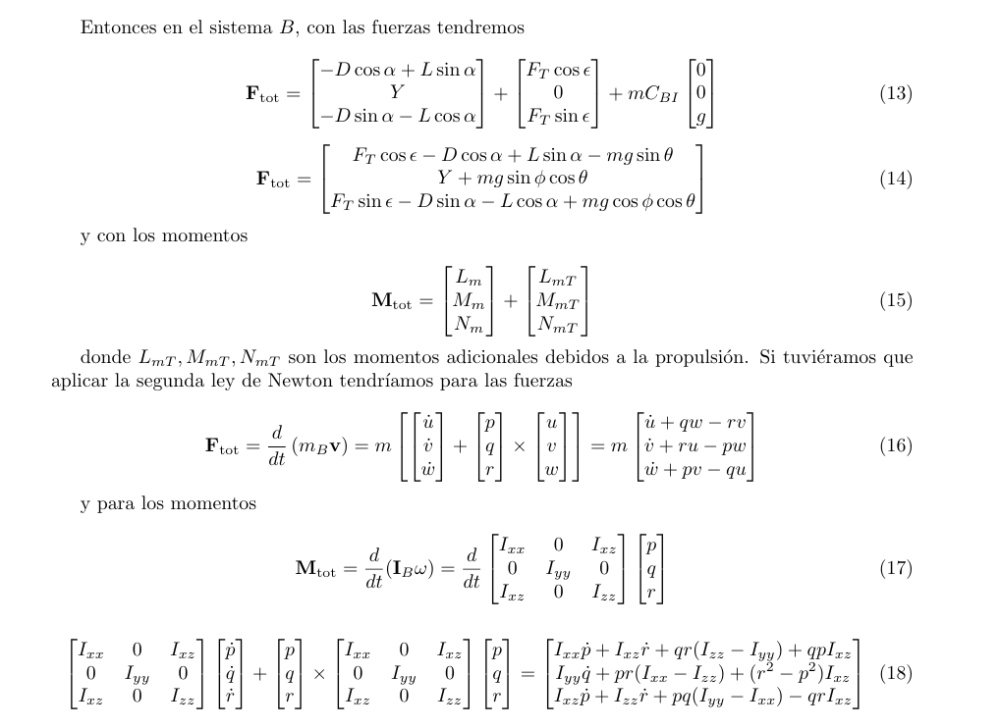 Entonces en el sistema $B$, con las fuerzas tendremos
$$\mathbf{F}_{\text{tot}} = \begin{bmatrix} -D\cos\alpha + L\sin\alpha \\ Y \\ -D\sin\alpha - L\cos\alpha \end{bmatrix} + \begin{bmatrix} F_T\cos\epsilon \\ 0 \\ F_T\sin\epsilon \end{bmatrix} + mC_{BI} \begin{bmatrix} 0 \\ 0 \\ g \end{bmatrix} \quad (13)$$
$$\mathbf{F}_{\text{tot}} = \begin{bmatrix} F_T\cos\epsilon - D\cos\alpha + L\sin\alpha - mg\sin\theta \\ Y + mg\sin\phi\cos\theta \\ F_T\sin\epsilon - D\sin\alpha - L\cos\alpha + mg\cos\phi\cos\theta \end{bmatrix} \quad (14)$$
y con los momentos
$$\mathbf{M}_{\text{tot}} = \begin{bmatrix} L_m \\ M_m \\ N_m \end{bmatrix} + \begin{bmatrix} L_{mT} \\ M_{mT} \\ N_{mT} \end{bmatrix} \quad (15)$$
donde $L_{mT}, M_{mT}, N_{mT}$ son los momentos adicionales debidos a la propulsión. Si tuviéramos que
aplicar la segunda ley de Newton tendríamos para las fuerzas
$$\mathbf{F}_{\text{tot}} = \frac{d}{dt}(m_B\mathbf{v}) = m\left[\begin{bmatrix} \dot{u} \\ \dot{v} \\ \dot{w} \end{bmatrix} + \begin{bmatrix} p \\ q \\ r \end{bmatrix} \times \begin{bmatrix} u \\ v \\ w \end{bmatrix}\right] = m\begin{bmatrix} \dot{u} + qw - rv \\ \dot{v} + ru - pw \\ \dot{w} + pv - qu \end{bmatrix} \quad (16)$$
y para los momentos
$$\mathbf{M}_{\text{tot}} = \frac{d}{dt}(\mathbf{I}_B\omega) = \frac{d}{dt}\begin{bmatrix} I_{xx} & 0 & I_{xz} \\ 0 & I_{yy} & 0 \\ I_{xz} & 0 & I_{zz} \end{bmatrix}\begin{bmatrix} p \\ q \\ r \end{bmatrix} \quad (17)$$
$$\begin{bmatrix} I_{xx} & 0 & I_{xz} \\ 0 & I_{yy} & 0 \\ I_{xz} & 0 & I_{zz} \end{bmatrix}\begin{bmatrix} \dot{p} \\ \dot{q} \\ \dot{r} \end{bmatrix} + \begin{bmatrix} p \\ q \\ r \end{bmatrix} \times \begin{bmatrix} I_{xx} & 0 & I_{xz} \\ 0 & I_{yy} & 0 \\ I_{xz} & 0 & I_{zz} \end{bmatrix}\begin{bmatrix} p \\ q \\ r \end{bmatrix} = \begin{bmatrix} I_{xx}\dot{p} + I_{xz}\dot{r} + qr(I_{zz} - I_{yy}) + qpI_{xz} \\ I_{yy}\dot{q} + pr(I_{xx} - I_{zz}) + (r^2 - p^2)I_{xz} \\ I_{xz}\dot{p} + I_{zz}\dot{r} + pq(I_{yy} - I_{xx}) - qrI_{xz} \end{bmatrix} \quad (18)$$